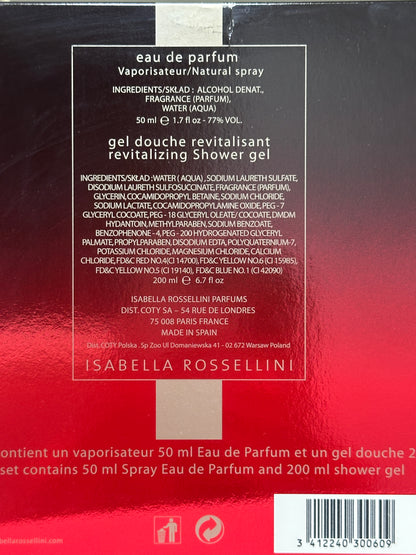 eau de parfum
Vaporisateur/Natural spray
INGREDIENTS/SKŁAD : ALCOHOL DENAT.,
FRAGRANCE (PARFUM),
WATER (AQUA)
50 ml ℮ 1.7 fl oz - 77% VOL.
gel douche revitalisant
revitalizing Shower gel
INGREDIENTS/SKŁAD :WATER ( AQUA) , SODIUM LAURETH SULFATE,
DISODIUM LAURETH SULFOSUCCINATE, FRAGRANCE (PARFUM),
GLYCERIN, COCAMIDOPROPYL BETAINE, SODIUM CHLORIDE,
SODIUM LACTATE, COCAMIDOPROPYLAMINE OXIDE, PEG - 7
GLYCERYL COCOATE, PEG - 18 GLYCERYL OLEATE/ COCOATE, DMDM
HYDANTOIN, METHYLPARABEN, SODIUM BENZOATE,
BENZOPHENONE - 4, PEG - 200 HYDROGENATED GLYCERYL
PALMATE, PROPYLPARABEN, DISODIUM EDTA, POLYQUATERNIUM-7,
POTASSIUM CHLORIDE, MAGNESIUM CHLORIDE, CALCIUM
CHLORIDE, FD&C RED NO.4(CI 14700), FD&C YELLOW NO.6 (CI 15985),
FD&C YELLOW NO.5 (CI 19140), FD&C BLUE NO.1 (CI 42090)
200 ml ℮ 6.7 fl oz
ISABELLA ROSSELLINI PARFUMS
DIST. COTY SA – 54 RUE DE LONDRES
75 008 PARIS FRANCE
MADE IN SPAIN
Dist. COTY Polska . Sp Zoo Ul Domaniewska 41 - 02 672 Warsaw Poland
ISABELLA ROSSELLINI
contient un vaporisateur 50 ml Eau de Parfum et un gel douche 2
set contains 50 ml Spray Eau de Parfum and 200 ml shower gel
bellarossellini.com
3 412240 300609